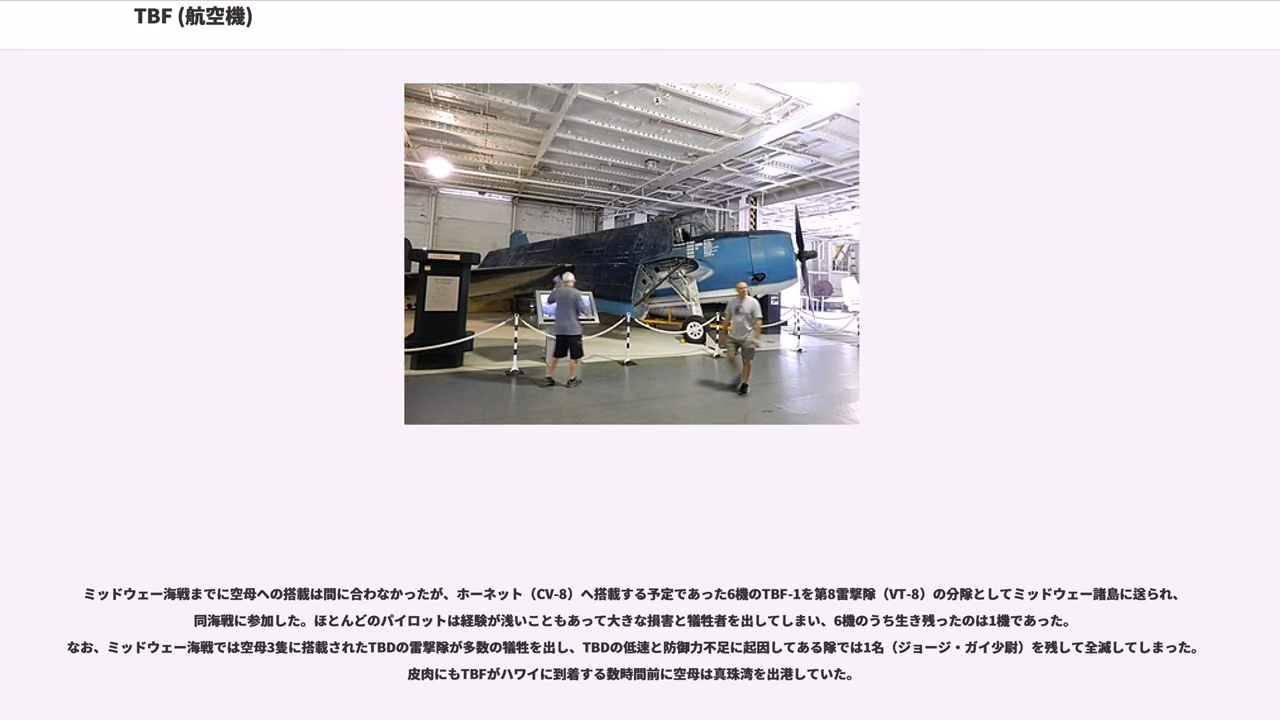 TBF (航空機)
ミッドウェー海戦までに空母への搭載は間に合わなかったが、ホーネット（CV-8）へ搭載する予定であった6機のTBF-1を第8雷撃隊（VT-8）の分隊としてミッドウェー諸島に送られ、
同海戦に参加した。ほとんどのパイロットは経験が浅いこともあって大きな損害と犠牲者を出してしまい、6機のうち生き残ったのは1機であった。
なお、ミッドウェー海戦では空母3隻に搭載されたTBDの雷撃隊が多数の犠牲を出し、TBDの低速と防御力不足に起因してある隊では1名（ジョージ・ガイ少尉）を残して全滅してしまった。
皮肉にもTBFがハワイに到着する数時間前に空母は真珠湾を出港していた。